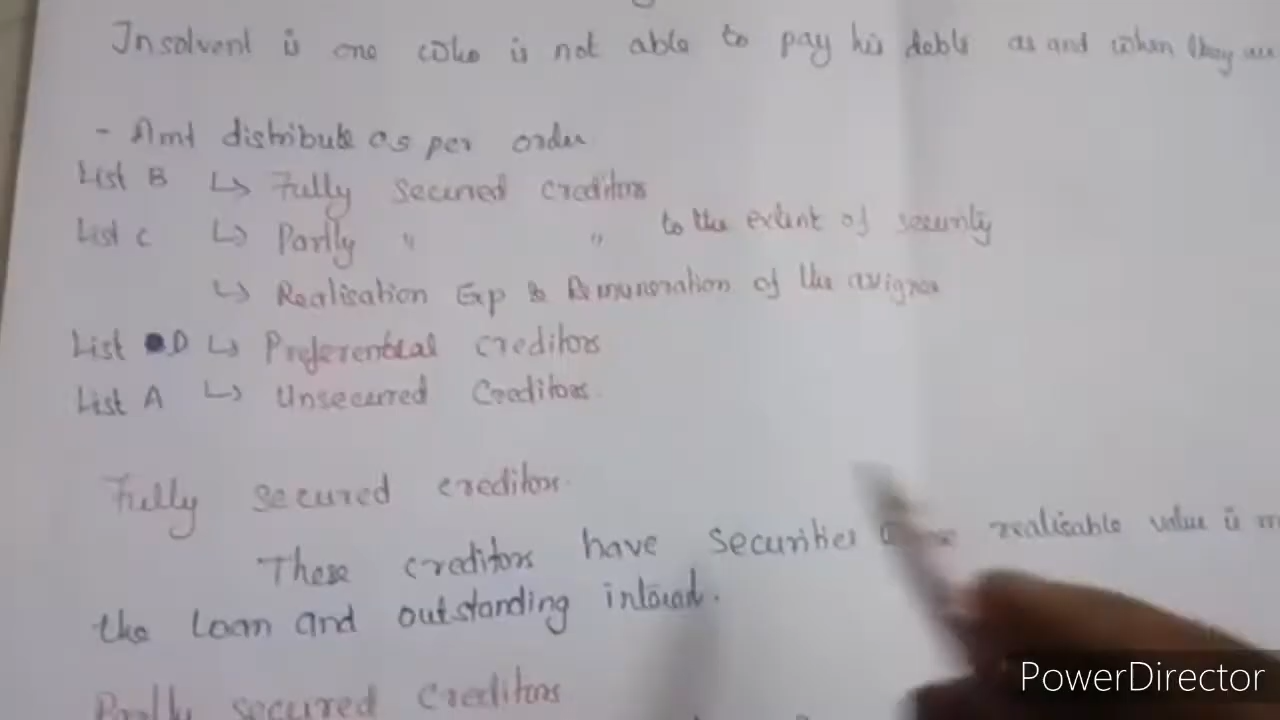 Insolvent is one who is not able to pay his debts as and when they are
- Amt distribute as per order
List B ↳ Fully secured creditors
List C ↳ Partly " " to the extent of security
↳ Realisation Exp & Remuneration of the assignee
List D ↳ Preferential creditors
List A ↳ Unsecurred Creditors.
Fully secured creditors.
These creditors have securities realisable value is
the loan and outstanding interest.
Partly secured creditors
PowerDirector